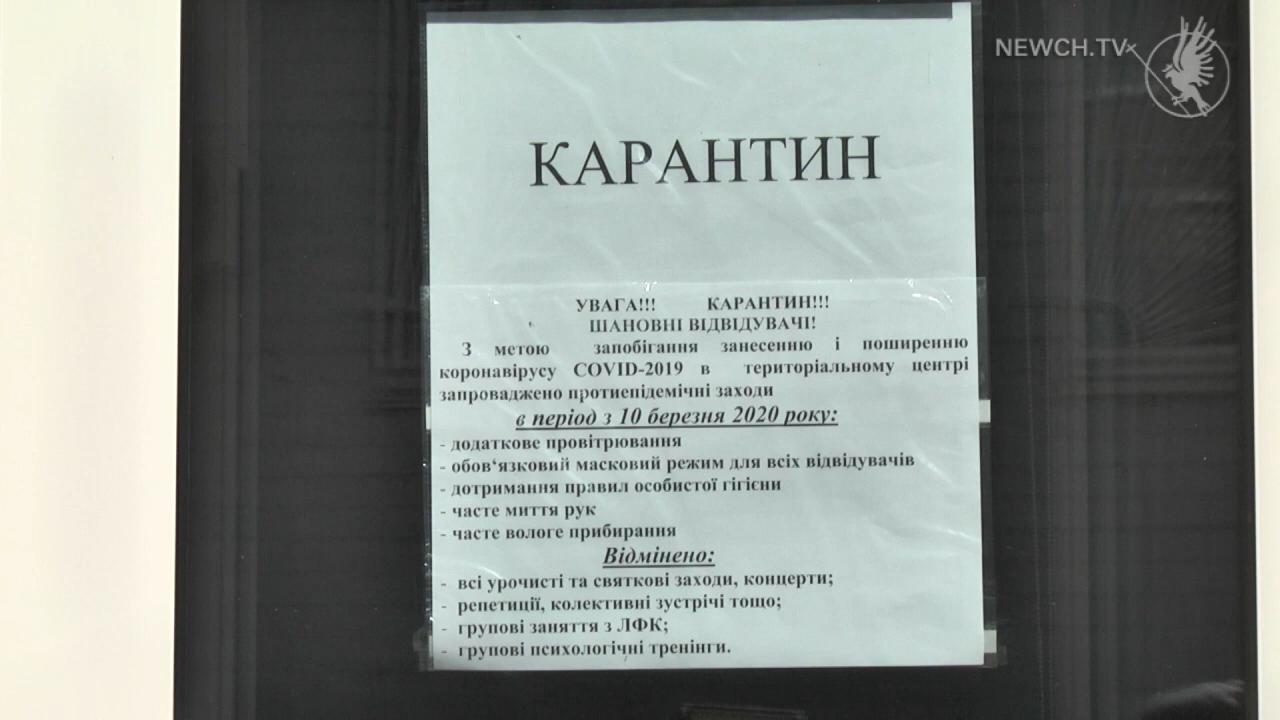 NEWCH.TV
КАРАНТИН
УВАГА!!! КАРАНТИН!!!
ШАНОВНІ ВІДВІДУВАЧІ!
З метою запобігання занесенню і поширенню
коронавірусу COVID-2019 в територіальному центрі
запроваджено протиепідемічні заходи
в період з 10 березня 2020 року:
- додаткове провітрювання
- обов‘язковий масковий режим для всіх відвідувачів
- дотримання правил особистої гігієни
- часте миття рук
- часте вологе прибирання
Відмінено:
- всі урочисті та святкові заходи, концерти;
- репетиції, колективні зустрічі тощо;
- групові заняття з ЛФК;
- групові психологічні тренінги.